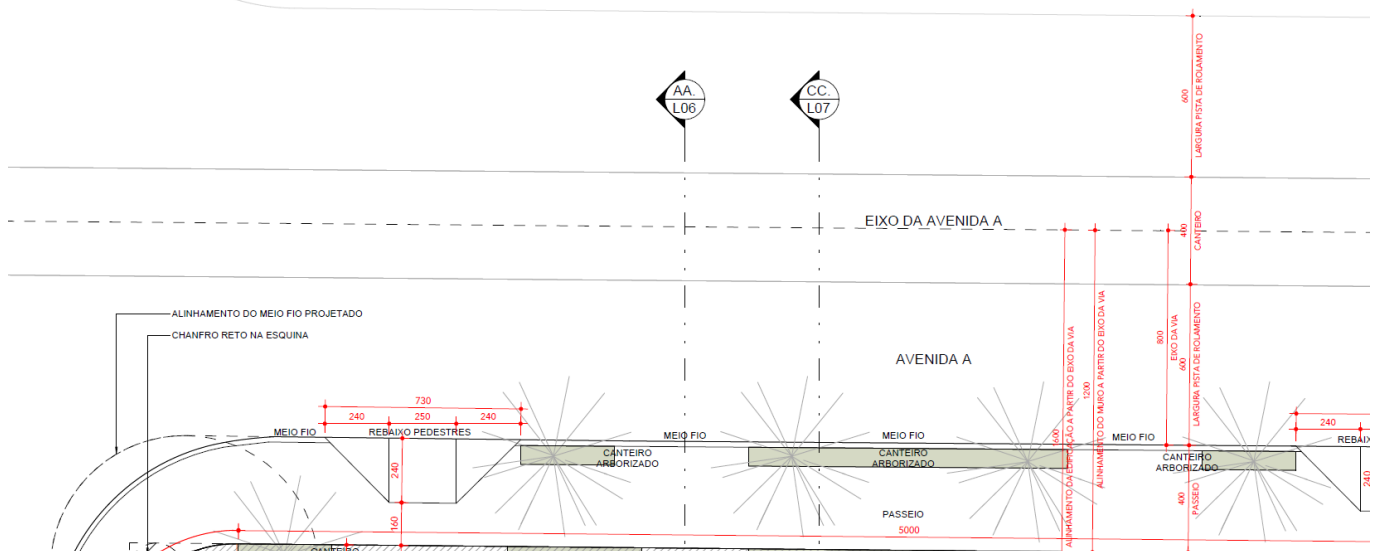 AA.
L06
CC.
L07
600
LARGURA PISTA DE ROLAMENTO
EIXO DA AVENIDA A
400
CANTEIRO
ALINHAMENTO DO MEIO FIO PROJETADO
CHANFRO RETO NA ESQUINA
AVENIDA A
1600
ALINHAMENTO DA EDIFICAÇÃO A PARTIR DO EIXO DA VIA
1200
ALINHAMENTO DO MURO A PARTIR DO EIXO DA VIA
800
EIXO DA VIA
600
LARGURA PISTA DE ROLAMENTO
730
240
250
240
240
MEIO FIO
REBAIXO PEDESTRES
MEIO FIO
MEIO FIO
MEIO FIO
REBAIX
CANTEIRO
ARBORIZADO
CANTEIRO
ARBORIZADO
CANTEIRO
ARBORIZADO
240
240
400
PASSEIO
160
PASSEIO
5000
CANTEIRO